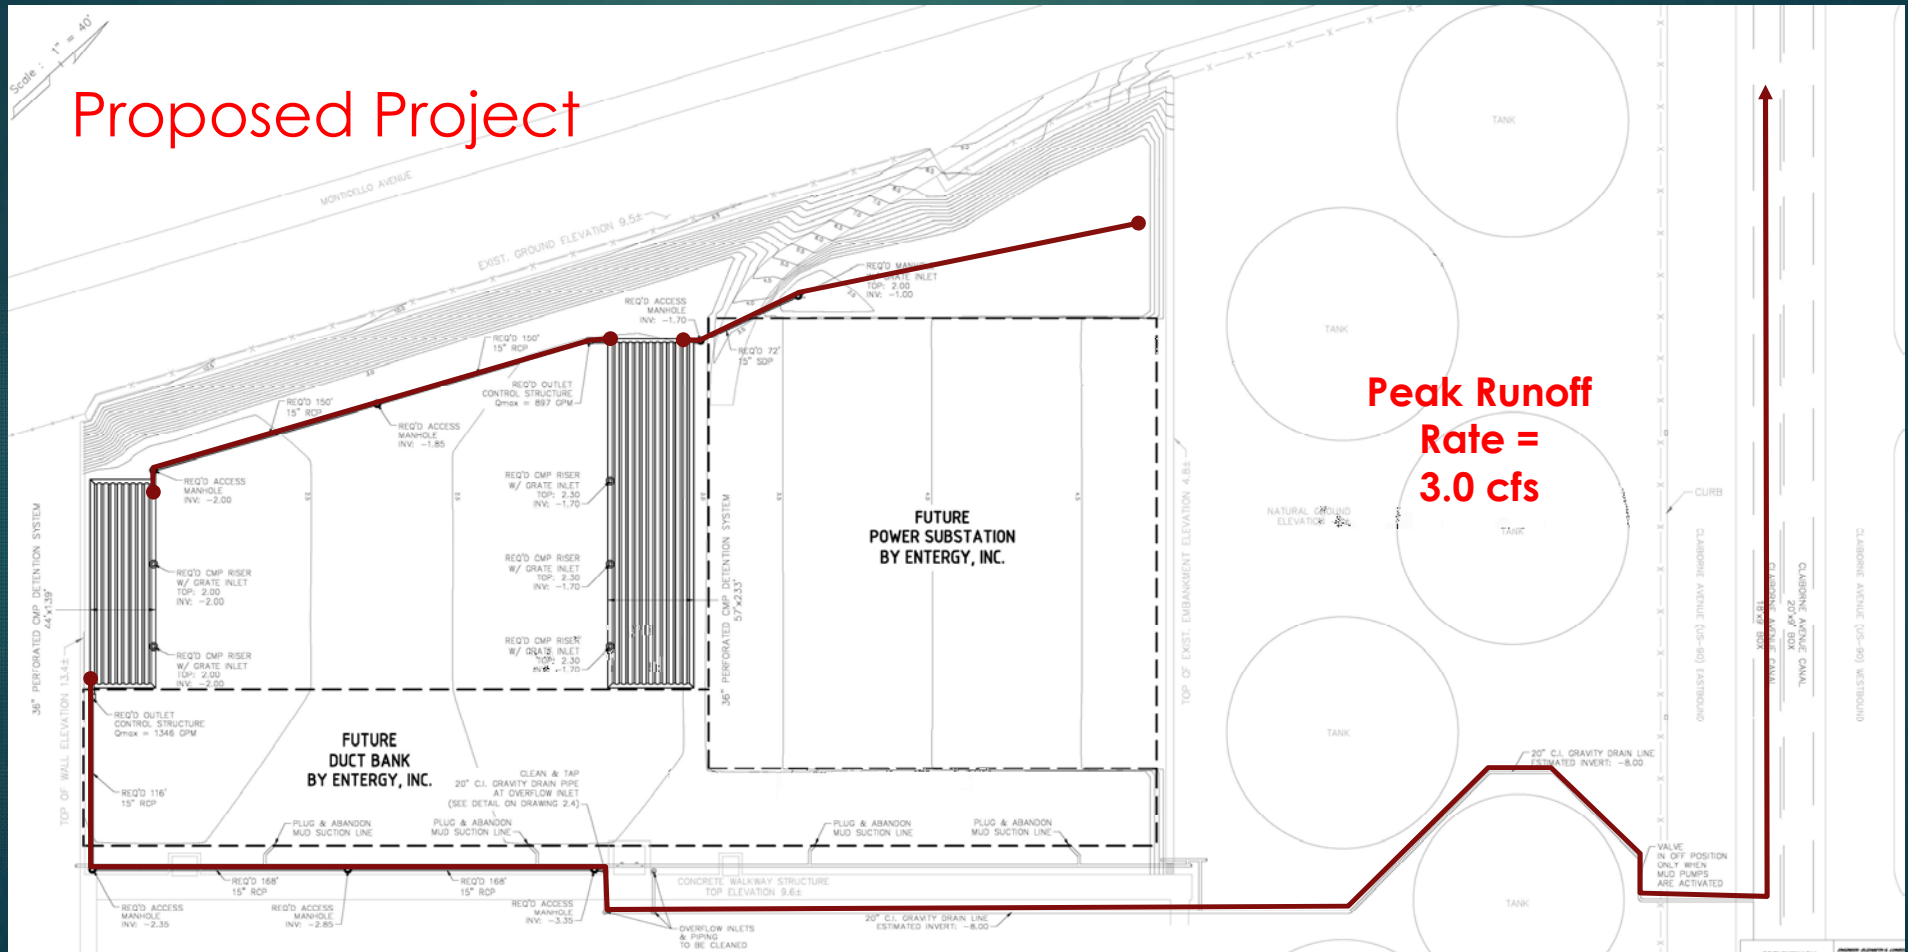 Scale : 1" = 40'
Proposed Project
MONTICELLO AVENUE
EXIST. GROUND ELEVATION 9.5±
REQ'D ACCESS
MANHOLE
INV: -1.70
INV: -1.00
TOP: 2.00
REQ'D 72'
15" SDP
REQ'D 150'
15" RCP
REQ'D OUTLET
CONTROL STRUCTURE
Qmax = 897 GPM
REQ'D 150'
15" RCP
REQ'D ACCESS
MANHOLE
INV: -1.85
REQ'D ACCESS
MANHOLE
INV: -2.00
REQ'D CMP RISER
W/ GRATE INLET
TOP: 2.30
INV: -1.70
REQ'D CMP RISER
W/ GRATE INLET
TOP: 2.30
INV: -1.70
REQ'D CMP RISER
W/ GRATE INLET
TOP: 2.30
-1.70
36" PERFORATED CMP DETENTION SYSTEM
44'x139'
REQ'D CMP RISER
W/ GRATE INLET
TOP: 2.00
INV: -2.00
REQ'D CMP RISER
W/ GRATE INLET
TOP: 2.00
INV: -2.00
TOP OF WALL ELEVATION 13.4±
36" PERFORATED CMP DETENTION SYSTEM
57'x233'
FUTURE
POWER SUBSTATION
BY ENTERGY, INC.
TOP OF EXIST. EMBANKMENT ELEVATION 4.8±
TANK
TANK
Peak Runoff
Rate =
3.0 cfs
NATURAL GROUND
ELEVATION
TANK
CURB
CLAIBORNE AVENUE (US-90) EASTBOUND
CLAIBORNE AVENUE CANAL
18'x9' BOX
CLAIBORNE AVENUE CANAL
20'x9' BOX
CLAIBORNE AVENUE (US-90) WESTBOUND
REQ'D OUTLET
CONTROL STRUCTURE
Qmax = 1346 GPM
FUTURE
DUCT BANK
BY ENTERGY, INC.
CLEAN & TAP
20" C.I. GRAVITY DRAIN PIPE
AT OVERFLOW INLET
(SEE DETAIL ON DRAWING 2.4)
REQ'D 116'
15" RCP
PLUG & ABANDON
MUD SUCTION LINE
PLUG & ABANDON
MUD SUCTION LINE
PLUG & ABANDON
MUD SUCTION LINE
PLUG & ABANDON
MUD SUCTION LINE
TANK
20" C.I. GRAVITY DRAIN LINE
ESTIMATED INVERT: -8.00
VALVE
IN OFF POSITION
ONLY WHEN
MUD PUMPS
ARE ACTIVATED
REQ'D 168'
15" RCP
REQ'D 168'
15" RCP
CONCRETE WALKWAY STRUCTURE
TOP ELEVATION 9.6±
REQ'D ACCESS
MANHOLE
INV: -2.35
REQ'D ACCESS
MANHOLE
INV: -2.85
REQ'D ACCESS
MANHOLE
INV: -3.35
OVERFLOW INLETS
& PIPING
TO BE CLEANED
20" C.I. GRAVITY DRAIN LINE
ESTIMATED INVERT: -8.00
TANK